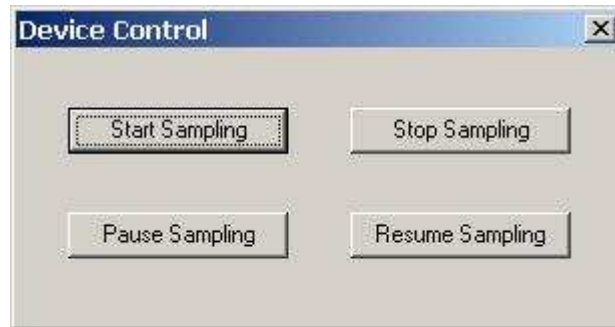 Device Control
Start Sampling
Stop Sampling
Pause Sampling
Resume Sampling